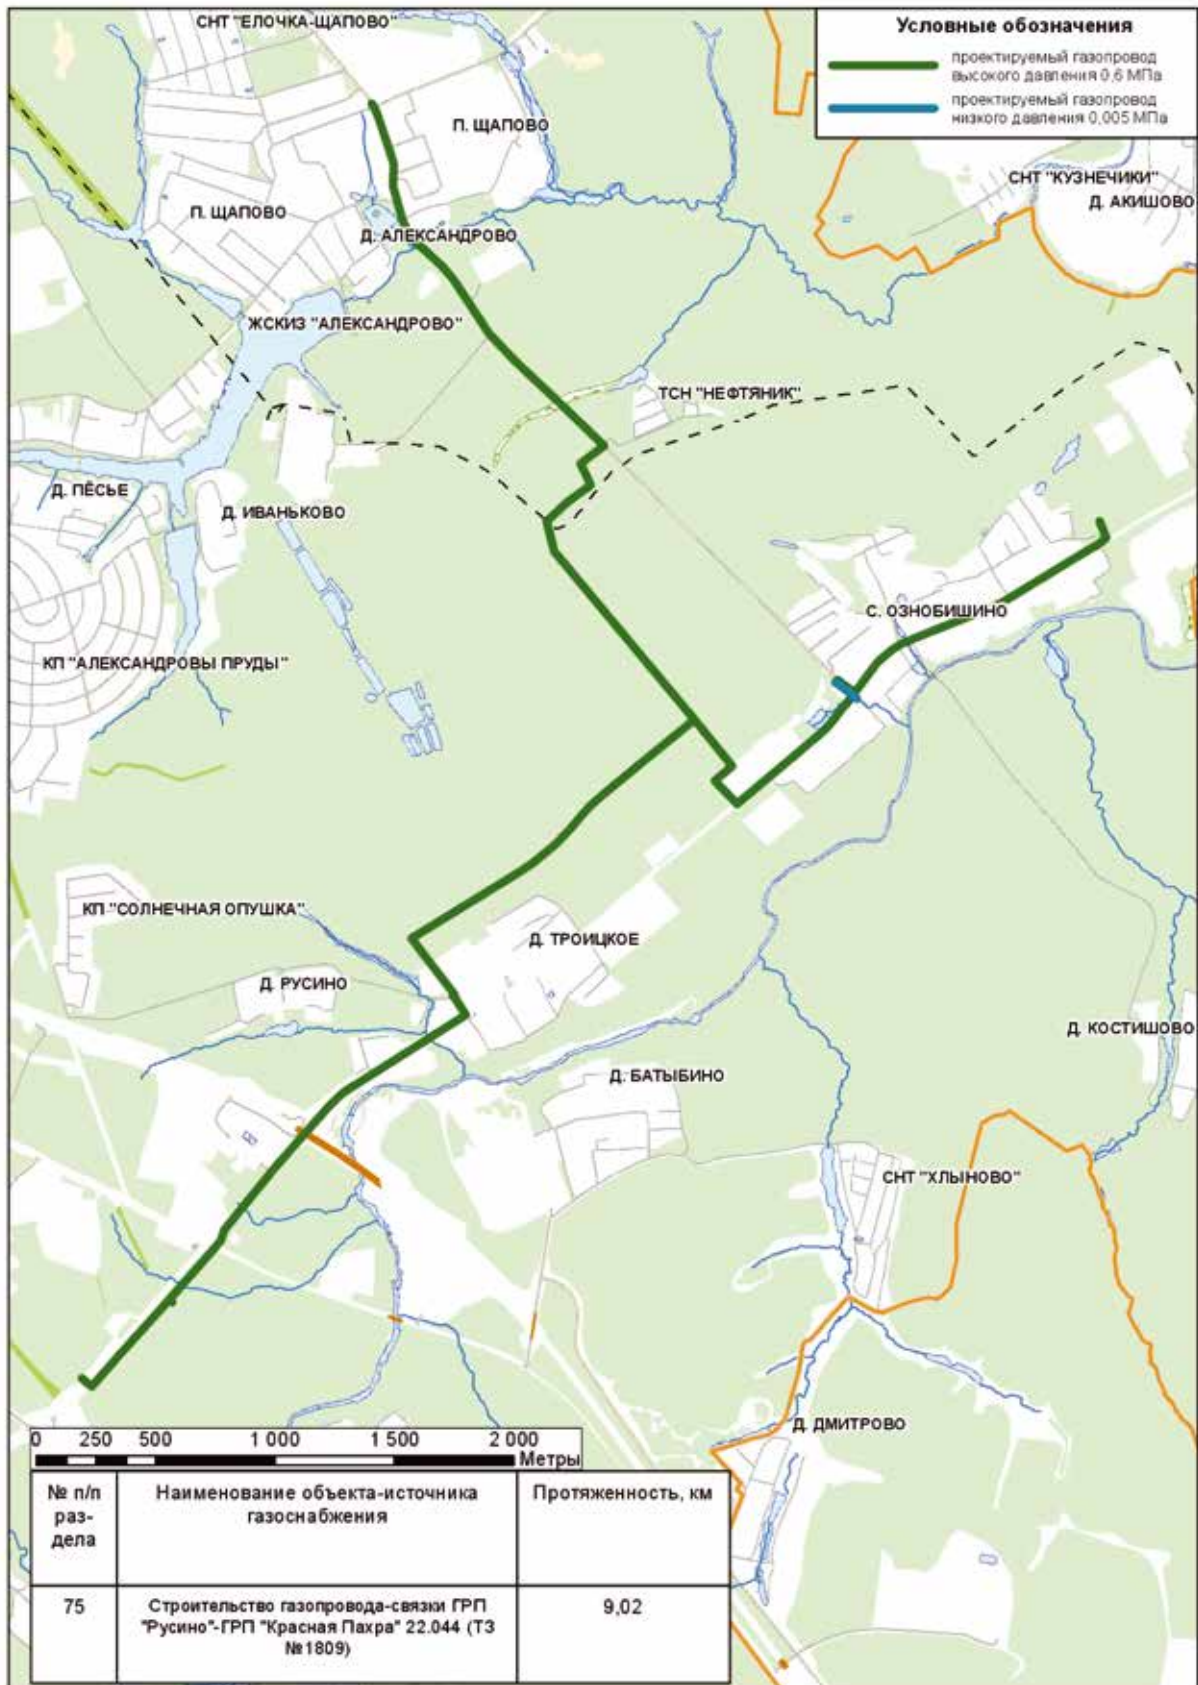 СНТ "ЕЛОЧКА-ЩАПОВО"
Условные обозначения
проектируемый газопровод
высокого давления 0,6 МПа
проектируемый газопровод
низкого давления 0,005 МПа
П. ЩАПОВО
СНТ "КУЗНЕЧИКИ"
Д. АКИШОВО
П. ЩАПОВО
Д. АЛЕКСАНДРОВО
ЖСКИЗ "АЛЕКСАНДРОВО"
ТСН "НЕФТЯНИК"
Д. ПЁСЬЕ
Д. ИВАНЬКОВО
С. ОЗНОБИШИНО
КП "АЛЕКСАНДРОВЫ ПРУДЫ"
КП "СОЛНЕЧНАЯ ОПУШКА"
Д. ТРОИЦКОЕ
Д. РУСИНО
Д. КОСТИШОВО
Д. БАТЫБИНО
СНТ "ХЛЫНОВО"
Д. ДМИТРОВО
0 250 500 1 000 1 500 2 000
Метры
№ п/п
раз-
дела
Наименование объекта-источника
газоснабжения
Протяженность, км
75
Строительство газопровода-связки ГРП
"Русино"-ГРП "Красная Пахра" 22.044 (ТЗ
№1809)
9,02